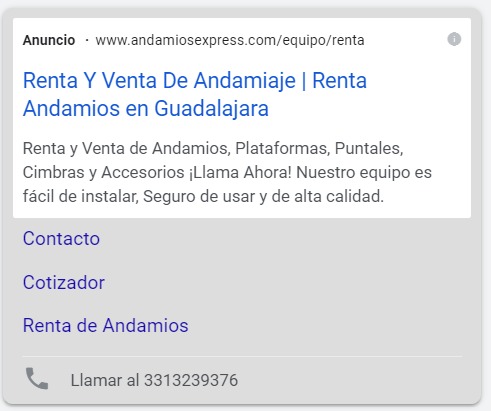 Anuncio · www.andamiosexpress.com/equipo/renta
Renta Y Venta De Andamiaje | Renta
Andamios en Guadalajara
Renta y Venta de Andamios, Plataformas, Puntales,
Cimbras y Accesorios ¡Llama Ahora! Nuestro equipo es
fácil de instalar, Seguro de usar y de alta calidad.
Contacto
Cotizador
Renta de Andamios
Llamar al 3313239376